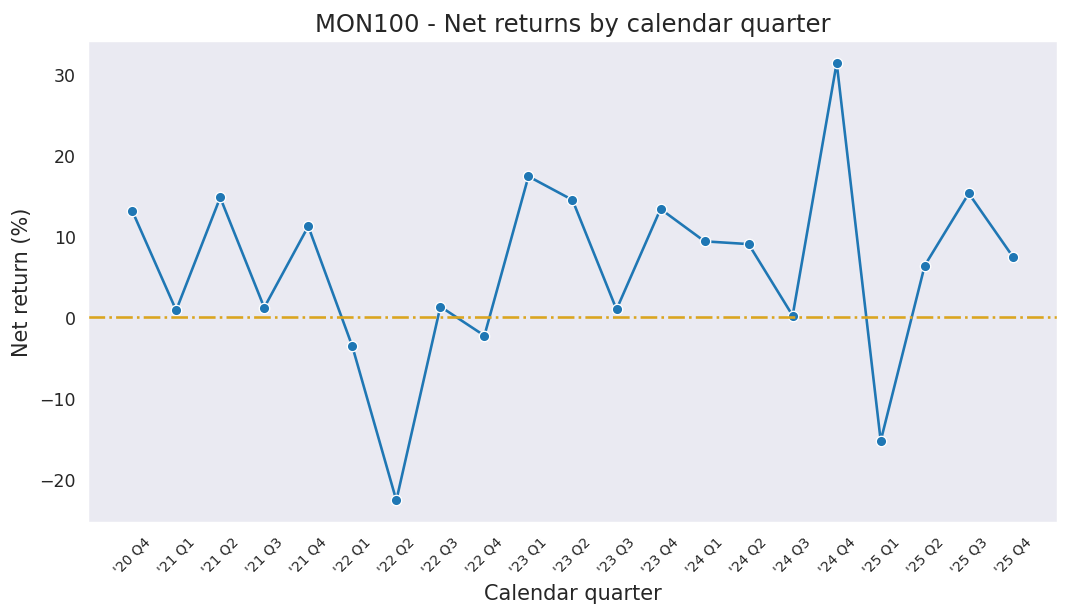 MON100 - Net returns by calendar quarter
Net return (%)
30
20
10
0
−10
−20
'20 Q4
'21 Q1
'21 Q2
'21 Q3
'21 Q4
'22 Q1
'22 Q2
'22 Q3
'22 Q4
'23 Q1
'23 Q2
'23 Q3
'23 Q4
'24 Q1
'24 Q2
'24 Q3
'24 Q4
'25 Q1
'25 Q2
'25 Q3
'25 Q4
Calendar quarter